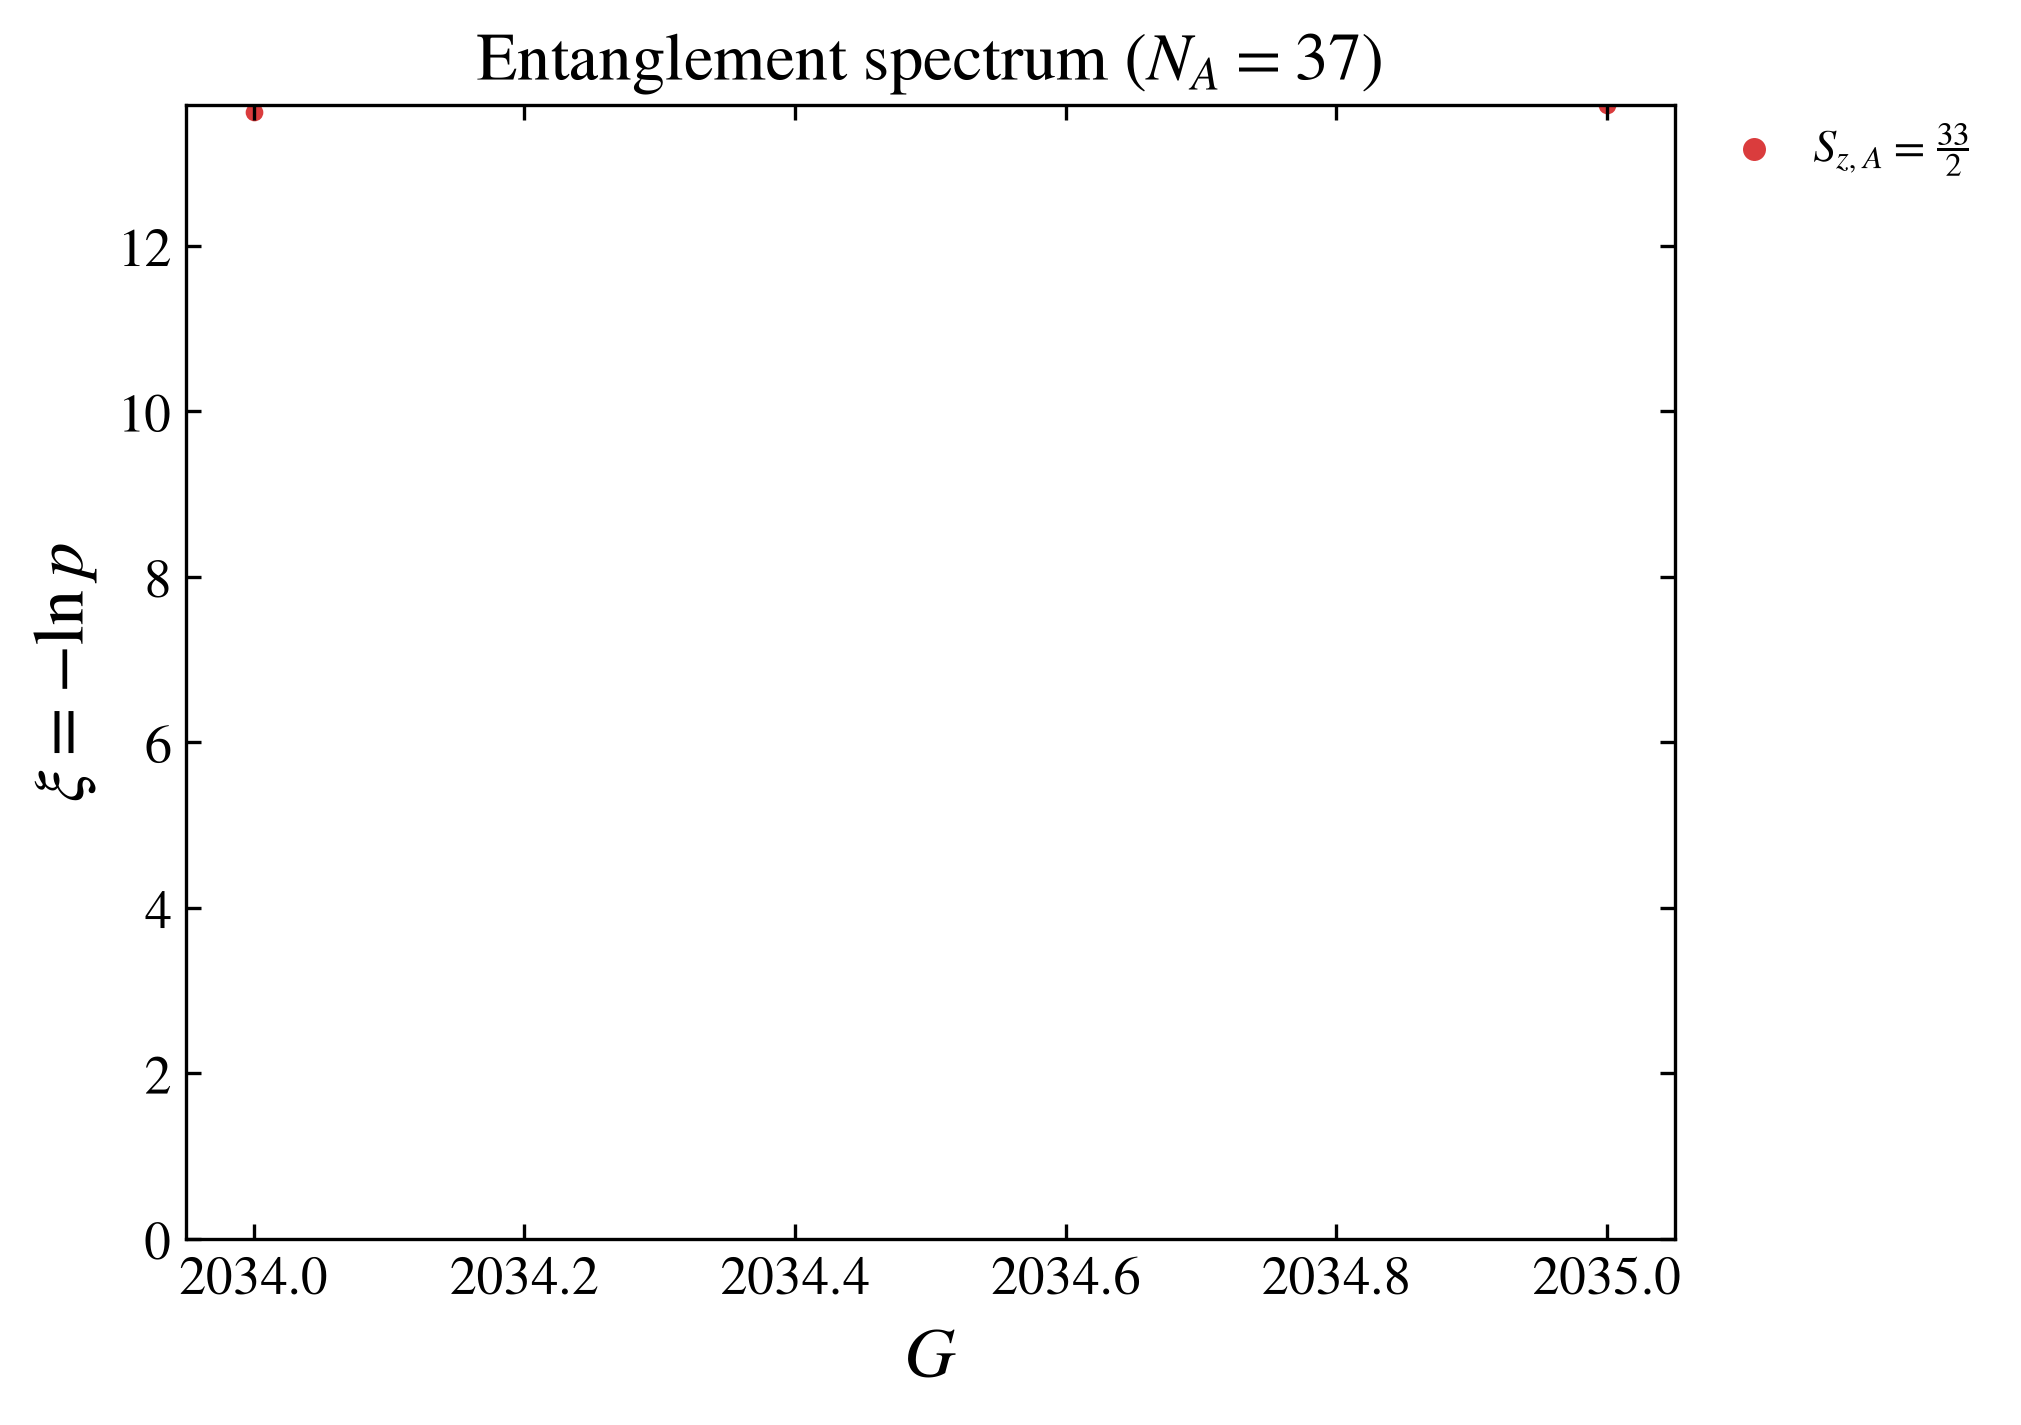 Entanglement spectrum (N_A = 37)
S_{z, A} = 33/2
12
10
8
6
4
2
0
ξ = −ln p
2034.0 2034.2 2034.4 2034.6 2034.8 2035.0
G